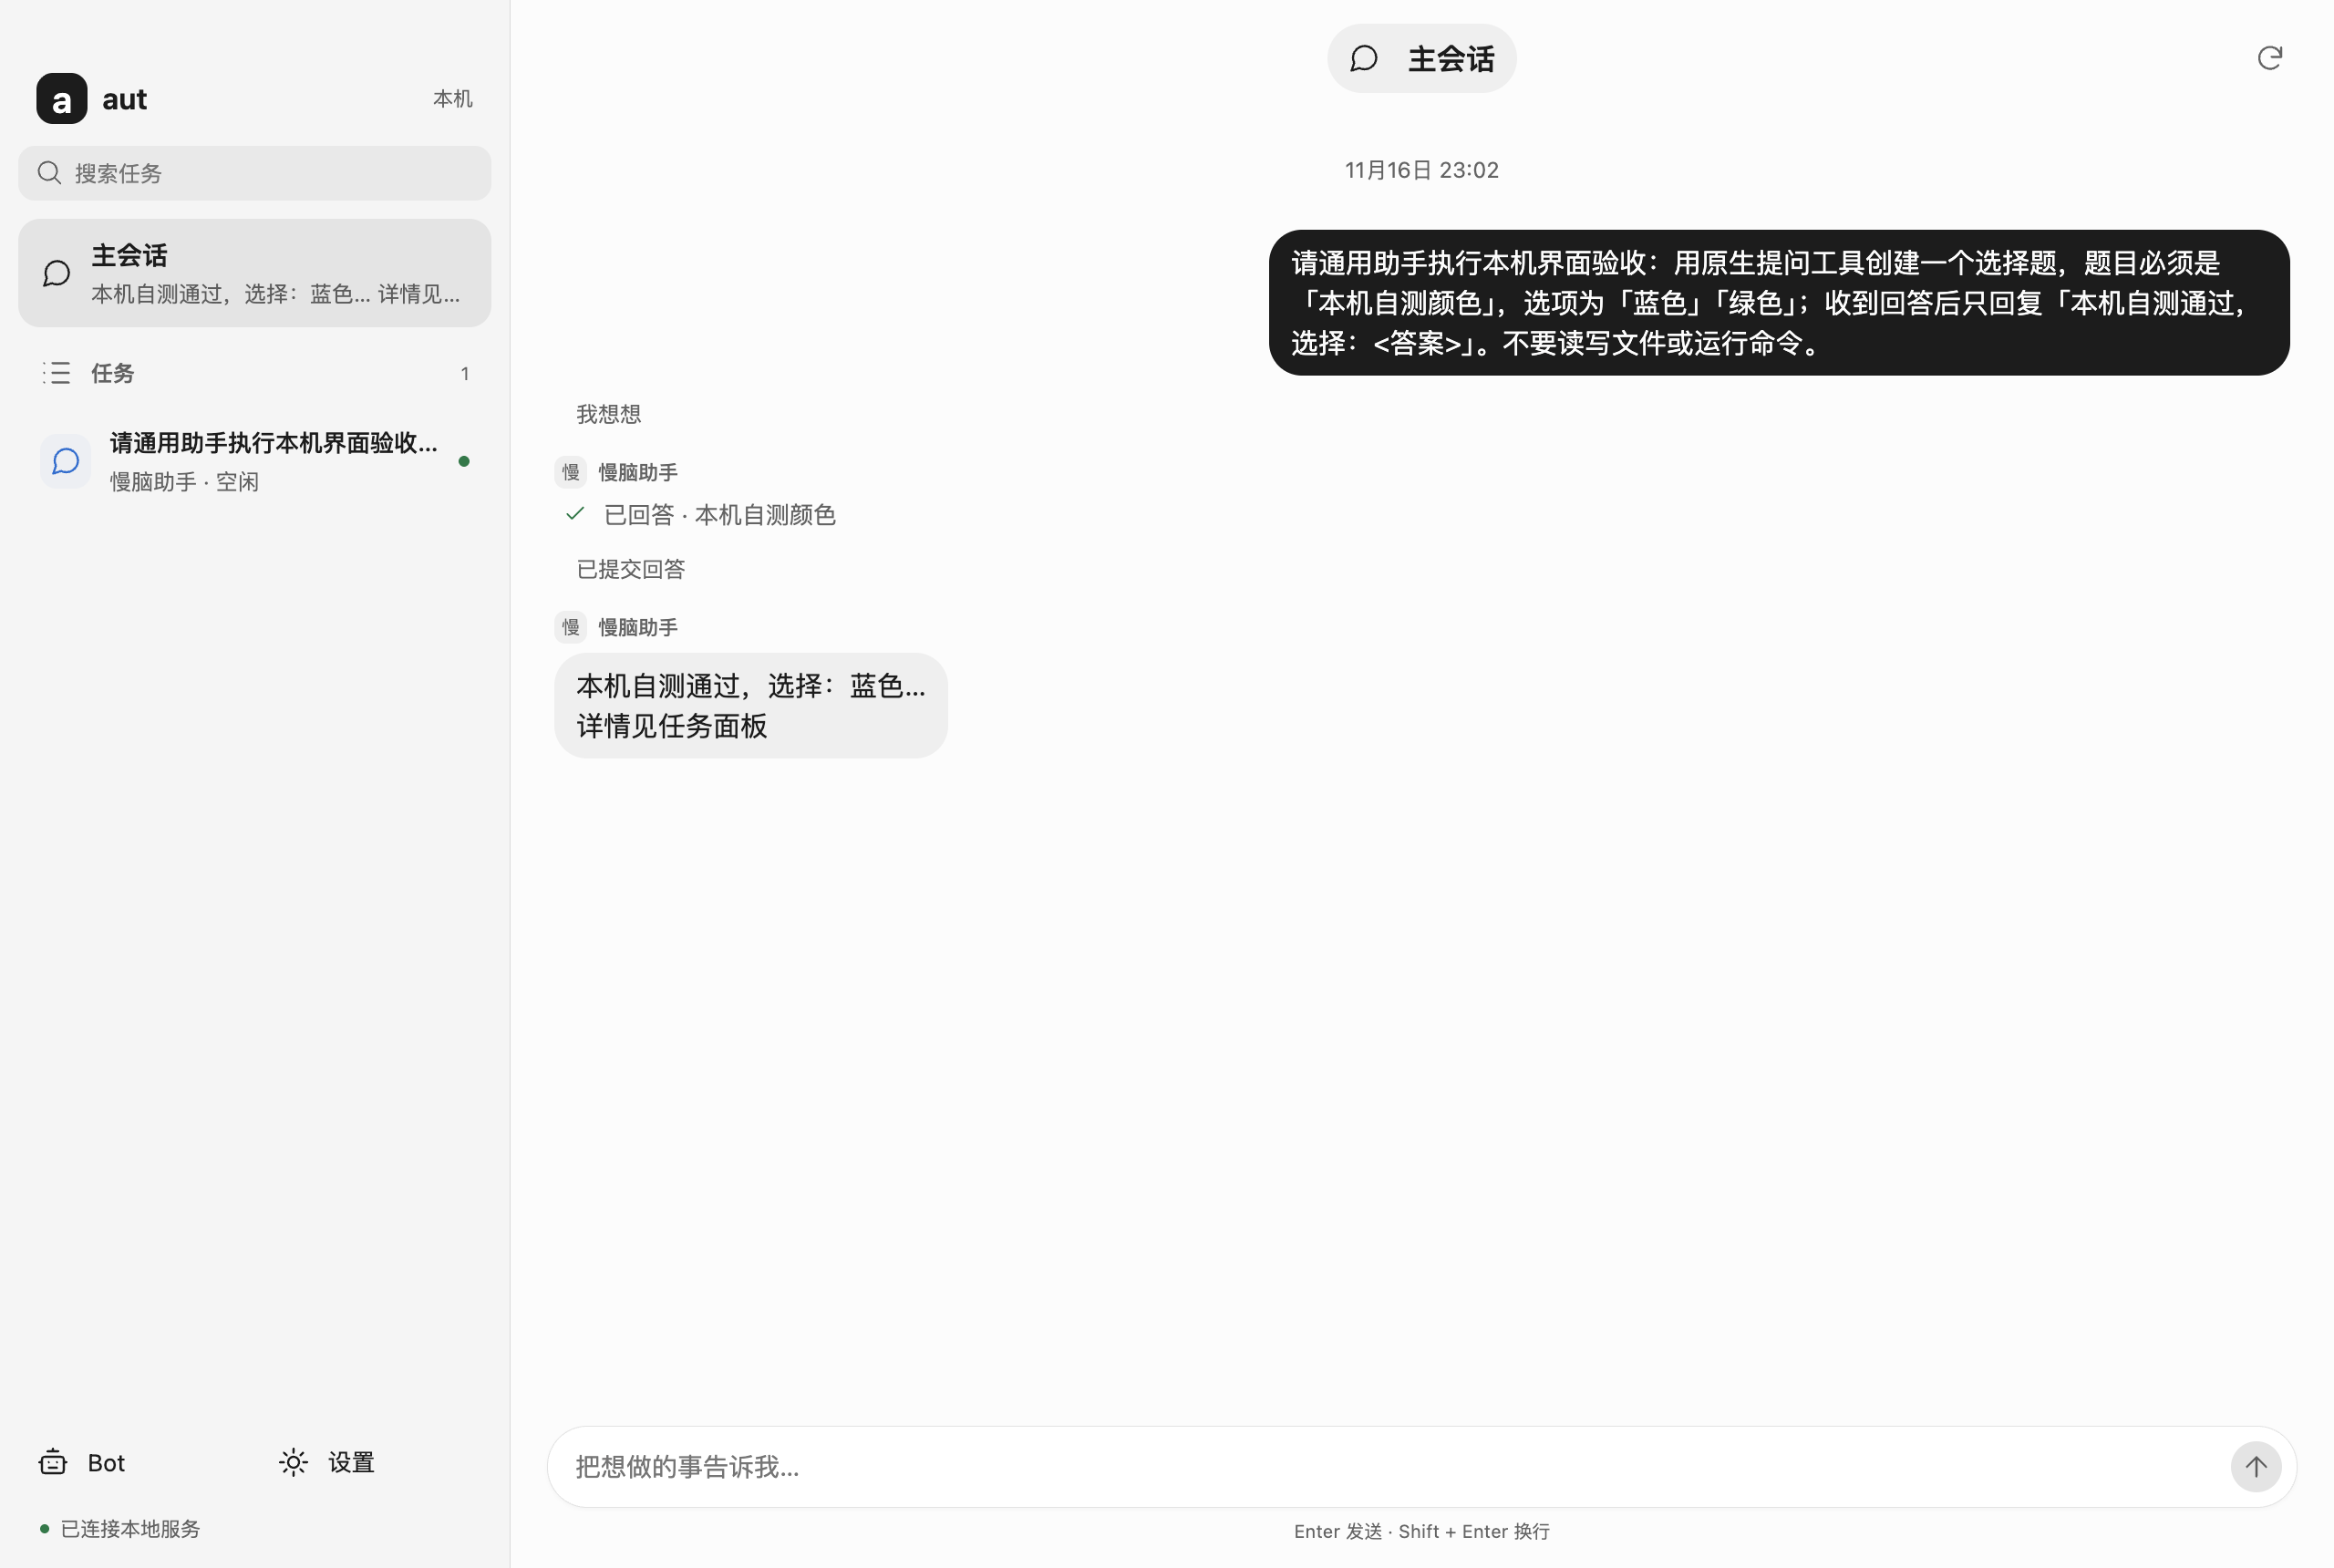 a aut
本机
搜索任务
主会话
本机自测通过，选择：蓝色... 详情见...
任务
1
请通用助手执行本机界面验收...
慢脑助手 · 空闲
Bot
设置
已连接本地服务
主会话
11月16日 23:02
请通用助手执行本机界面验收：用原生提问工具创建一个选择题，题目必须是
「本机自测颜色」，选项为「蓝色」「绿色」；收到回答后只回复「本机自测通过，
选择：<答案>」。不要读写文件或运行命令。
我想想
慢 慢脑助手
已回答 · 本机自测颜色
已提交回答
慢 慢脑助手
本机自测通过，选择：蓝色...
详情见任务面板
把想做的事告诉我...
Enter 发送 · Shift + Enter 换行